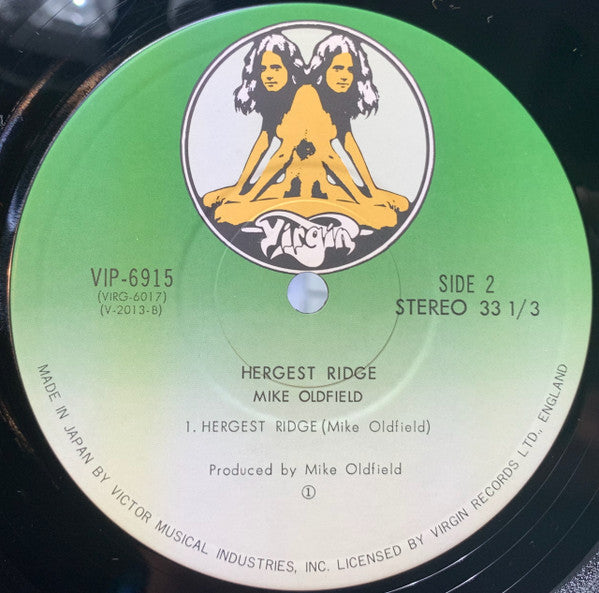 Virgin
VIP-6915
(VIRG-6017)
(V-2013-B)
SIDE 2
STEREO 33 1/3
HERGEST RIDGE
MIKE OLDFIELD
1. HERGEST RIDGE (Mike Oldfield)
Produced by Mike Oldfield
①
MADE IN JAPAN BY VICTOR MUSICAL INDUSTRIES, INC. LICENSED BY VIRGIN RECORDS LTD., ENGLAND